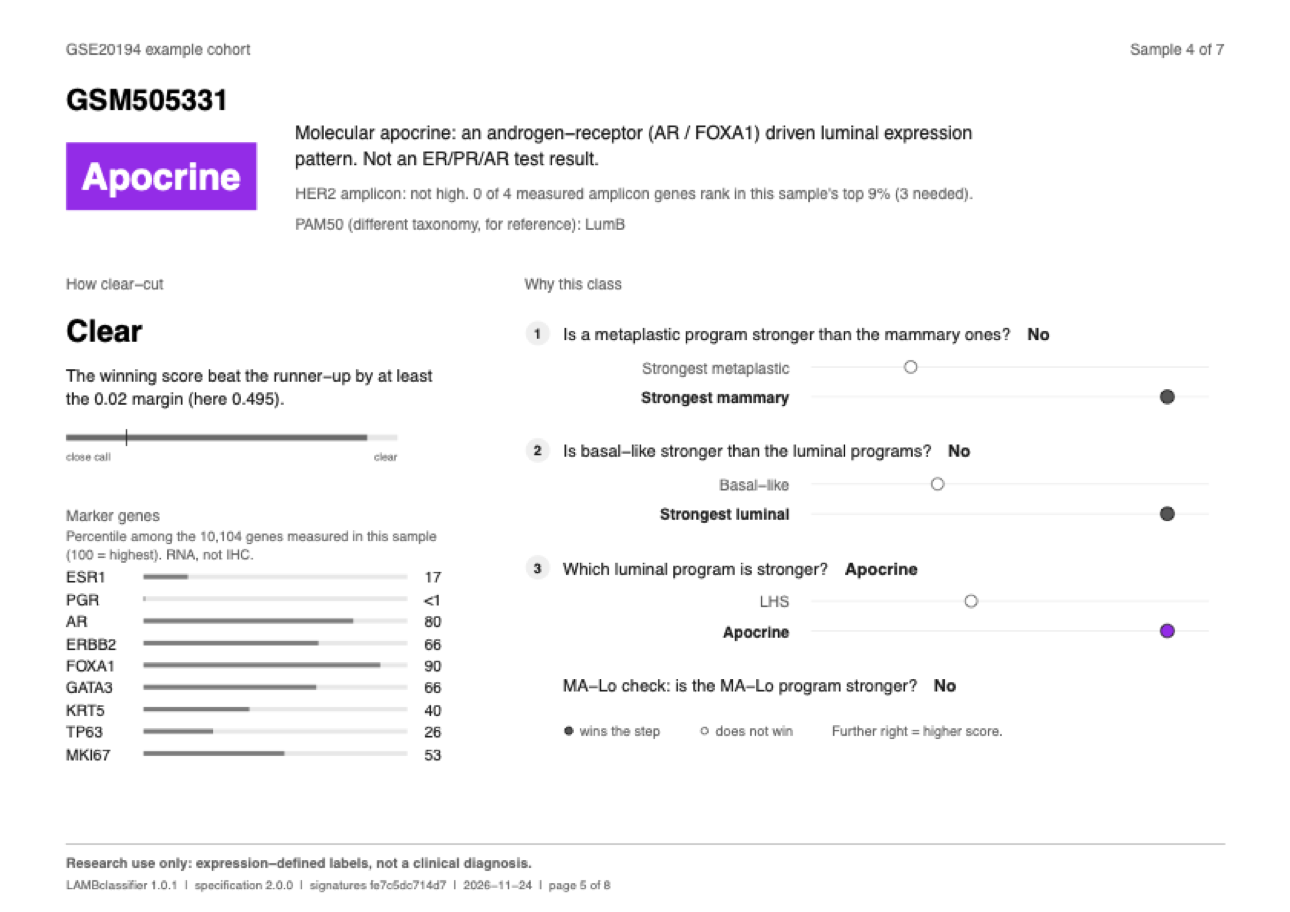 GSE20194 example cohort
Sample 4 of 7
GSM505331
Apocrine
Molecular apocrine: an androgen–receptor (AR / FOXA1) driven luminal expression
pattern. Not an ER/PR/AR test result.
HER2 amplicon: not high. 0 of 4 measured amplicon genes rank in this sample's top 9% (3 needed).
PAM50 (different taxonomy, for reference): LumB
How clear–cut
Clear
The winning score beat the runner–up by at least
the 0.02 margin (here 0.495).
close call clear
Marker genes
Percentile among the 10,104 genes measured in this sample
(100 = highest). RNA, not IHC.
ESR1 17
PGR <1
AR 80
ERBB2 66
FOXA1 90
GATA3 66
KRT5 40
TP63 26
MKI67 53
Why this class
1 Is a metaplastic program stronger than the mammary ones? No
Strongest metaplastic
Strongest mammary
2 Is basal–like stronger than the luminal programs? No
Basal–like
Strongest luminal
3 Which luminal program is stronger? Apocrine
LHS
Apocrine
MA–Lo check: is the MA–Lo program stronger? No
wins the step does not win Further right = higher score.
Research use only: expression–defined labels, not a clinical diagnosis.
LAMBclassifier 1.0.1 | specification 2.0.0 | signatures fe7c5dc714d7 | 2026–11–24 | page 5 of 8